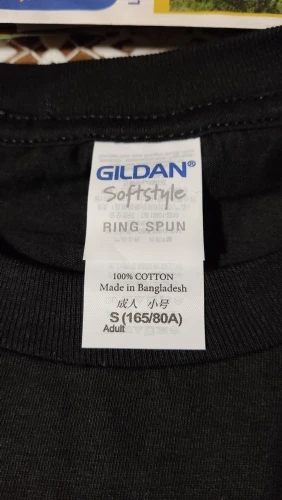 GILDAN®
Softstyle
RING SPUN
100% COTTON
Made in Bangladesh
成人 小号
S (165/80A)
Adult